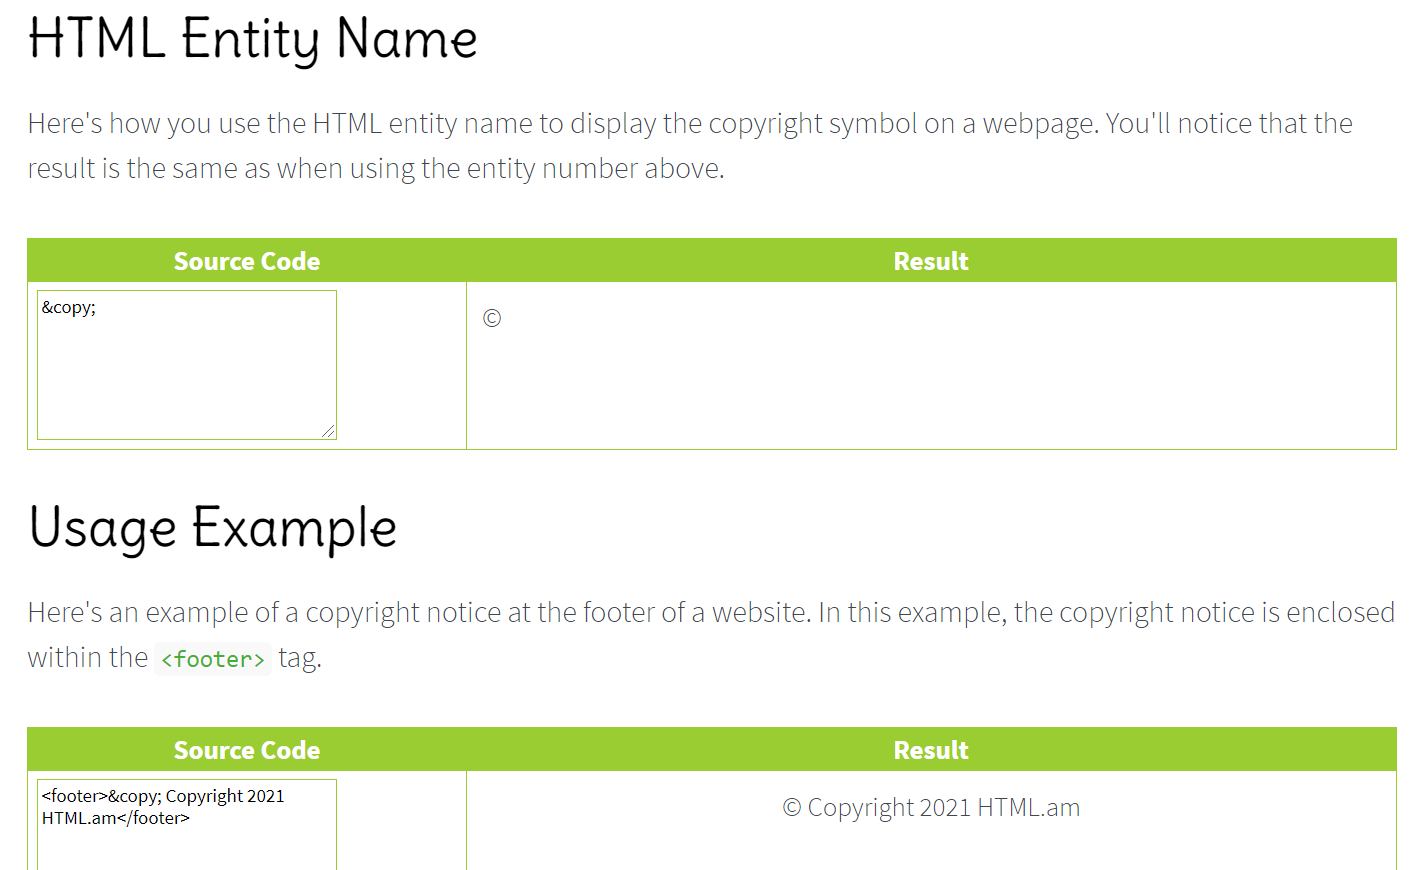 HTML Entity Name
Here's how you use the HTML entity name to display the copyright symbol on a webpage. You'll notice that the
result is the same as when using the entity number above.
Source Code Result
&copy;
©
Usage Example
Here's an example of a copyright notice at the footer of a website. In this example, the copyright notice is enclosed
within the <footer> tag.
Source Code Result
<footer>&copy; Copyright 2021
HTML.am</footer>
© Copyright 2021 HTML.am